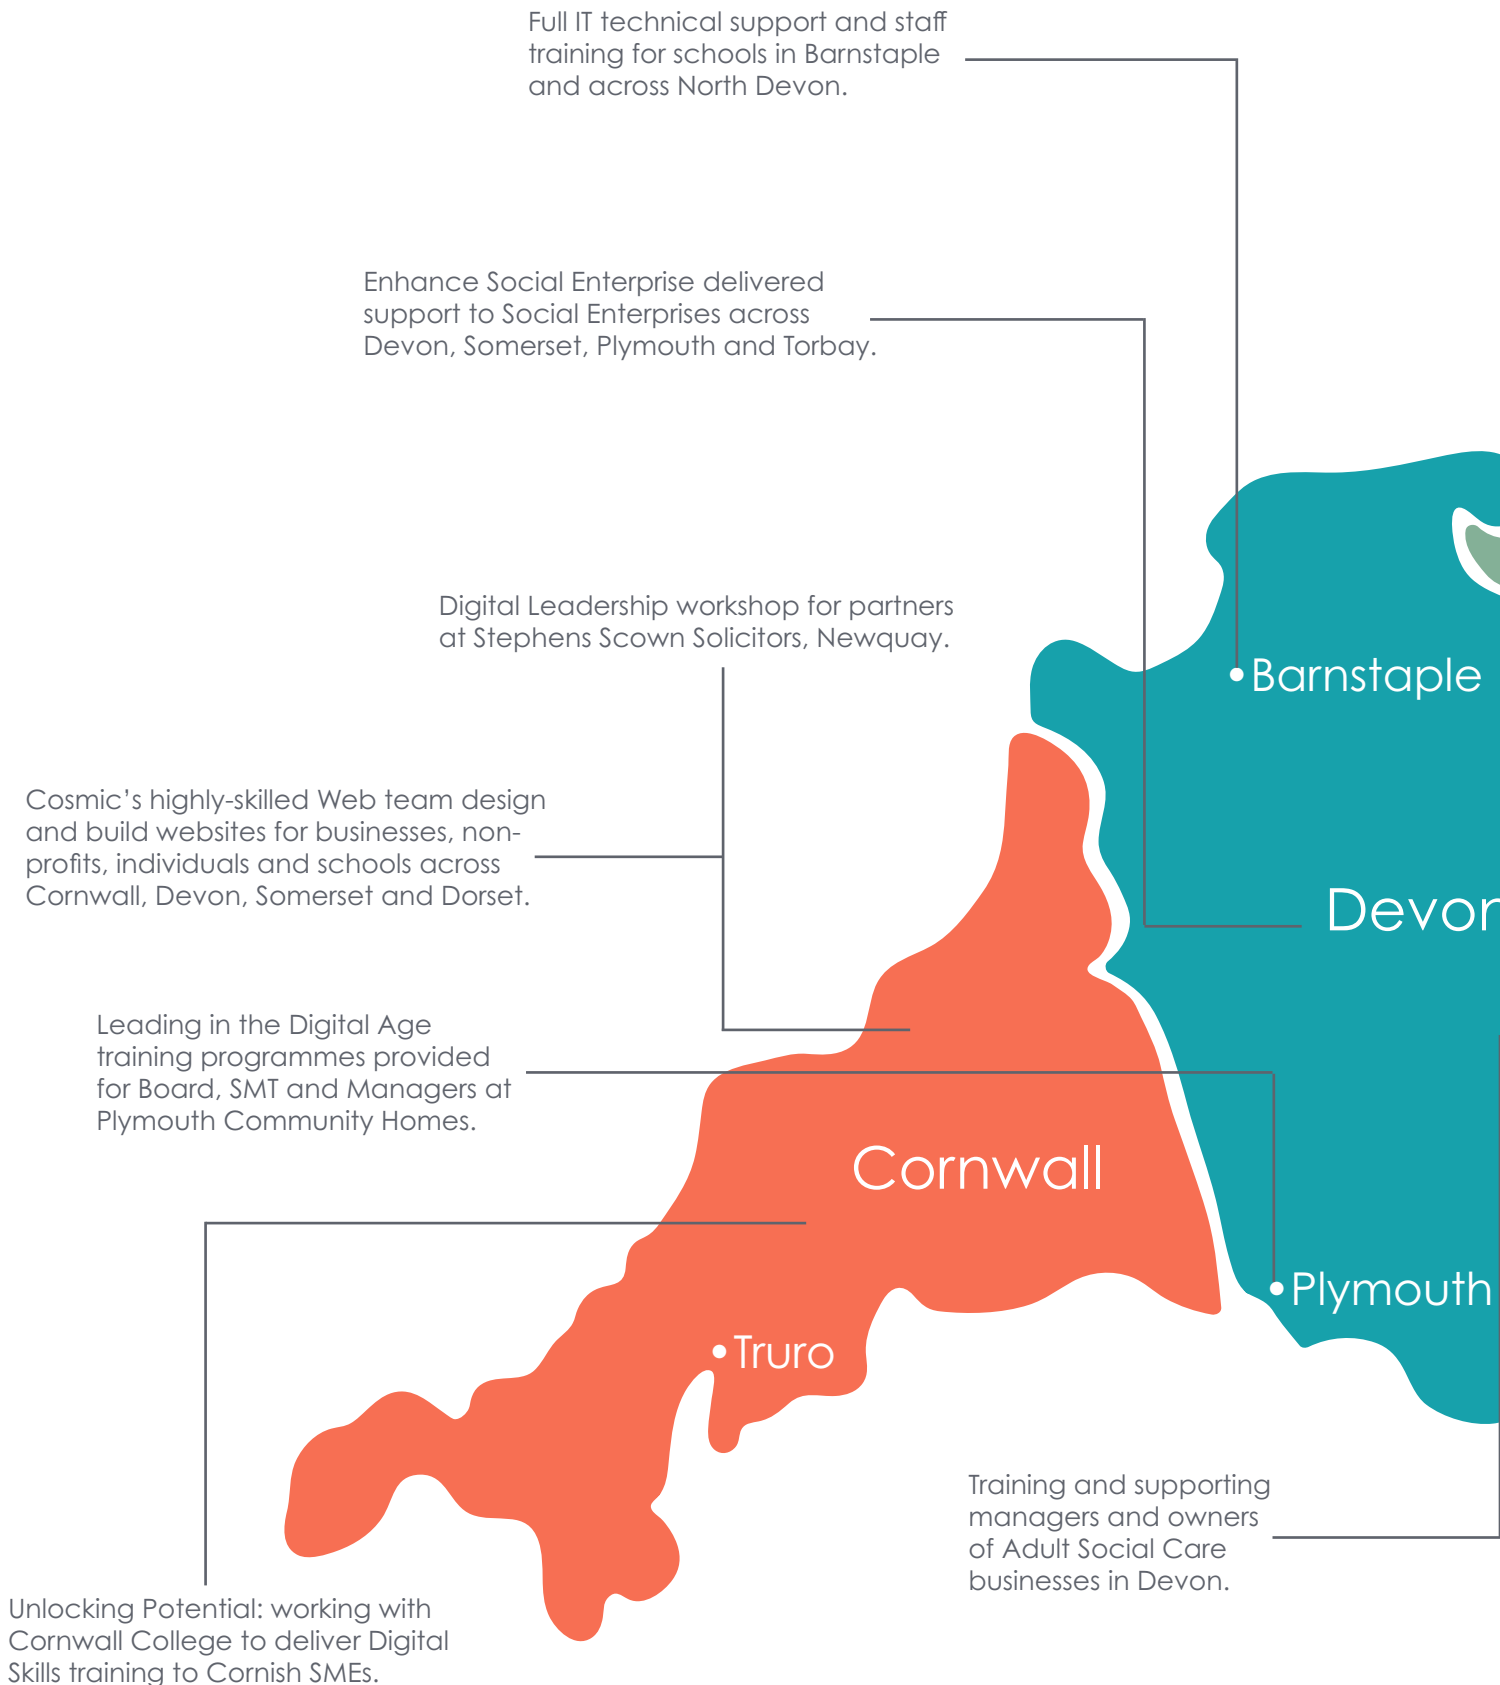 Full IT technical support and staff
training for schools in Barnstaple
and across North Devon.
Enhance Social Enterprise delivered
support to Social Enterprises across
Devon, Somerset, Plymouth and Torbay.
Digital Leadership workshop for partners
at Stephens Scown Solicitors, Newquay.
Barnstaple
Cosmic’s highly-skilled Web team design
and build websites for businesses, non-
profits, individuals and schools across
Cornwall, Devon, Somerset and Dorset.
Devon
Leading in the Digital Age
training programmes provided
for Board, SMT and Managers at
Plymouth Community Homes.
Cornwall
Plymouth
Truro
Training and supporting
managers and owners
of Adult Social Care
businesses in Devon.
Unlocking Potential: working with
Cornwall College to deliver Digital
Skills training to Cornish SMEs.